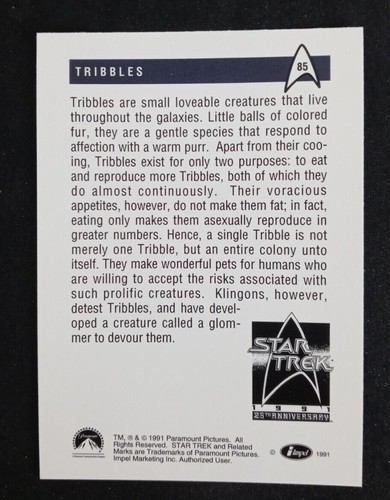 85
TRIBBLES
Tribbles are small loveable creatures that live
throughout the galaxies. Little balls of colored
fur, they are a gentle species that respond to
affection with a warm purr. Apart from their coo-
ing, Tribbles exist for only two purposes: to eat
and reproduce more Tribbles, both of which they
do almost continuously. Their voracious
appetites, however, do not make them fat; in fact,
eating only makes them asexually reproduce in
greater numbers. Hence, a single Tribble is not
merely one Tribble, but an entire colony unto
itself. They make wonderful pets for humans who
are willing to accept the risks associated with
such prolific creatures. Klingons, however,
detest Tribbles, and have devel-
oped a creature called a glom-
mer to devour them.
STAR
TREK
1991
25TH ANNIVERSARY
Paramount
TM, ® & © 1991 Paramount Pictures. All
Rights Reserved. STAR TREK and Related
Marks are Trademarks of Paramount Pictures.
Impel Marketing Inc. Authorized User.
© impel 1991